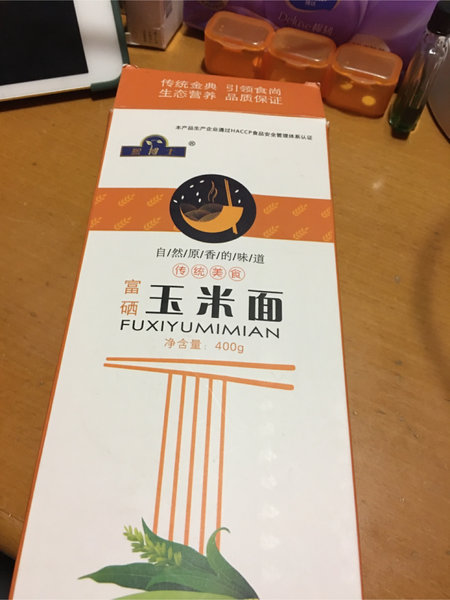 传统金典 引领食尚
生态营养 品质保证
本产品生产企业通过HACCP食品安全管理体系认证
®
自/然/原/香/的/味/道
传统美食
富硒
玉米面
FUXIYUMIMIAN
净含量：400g